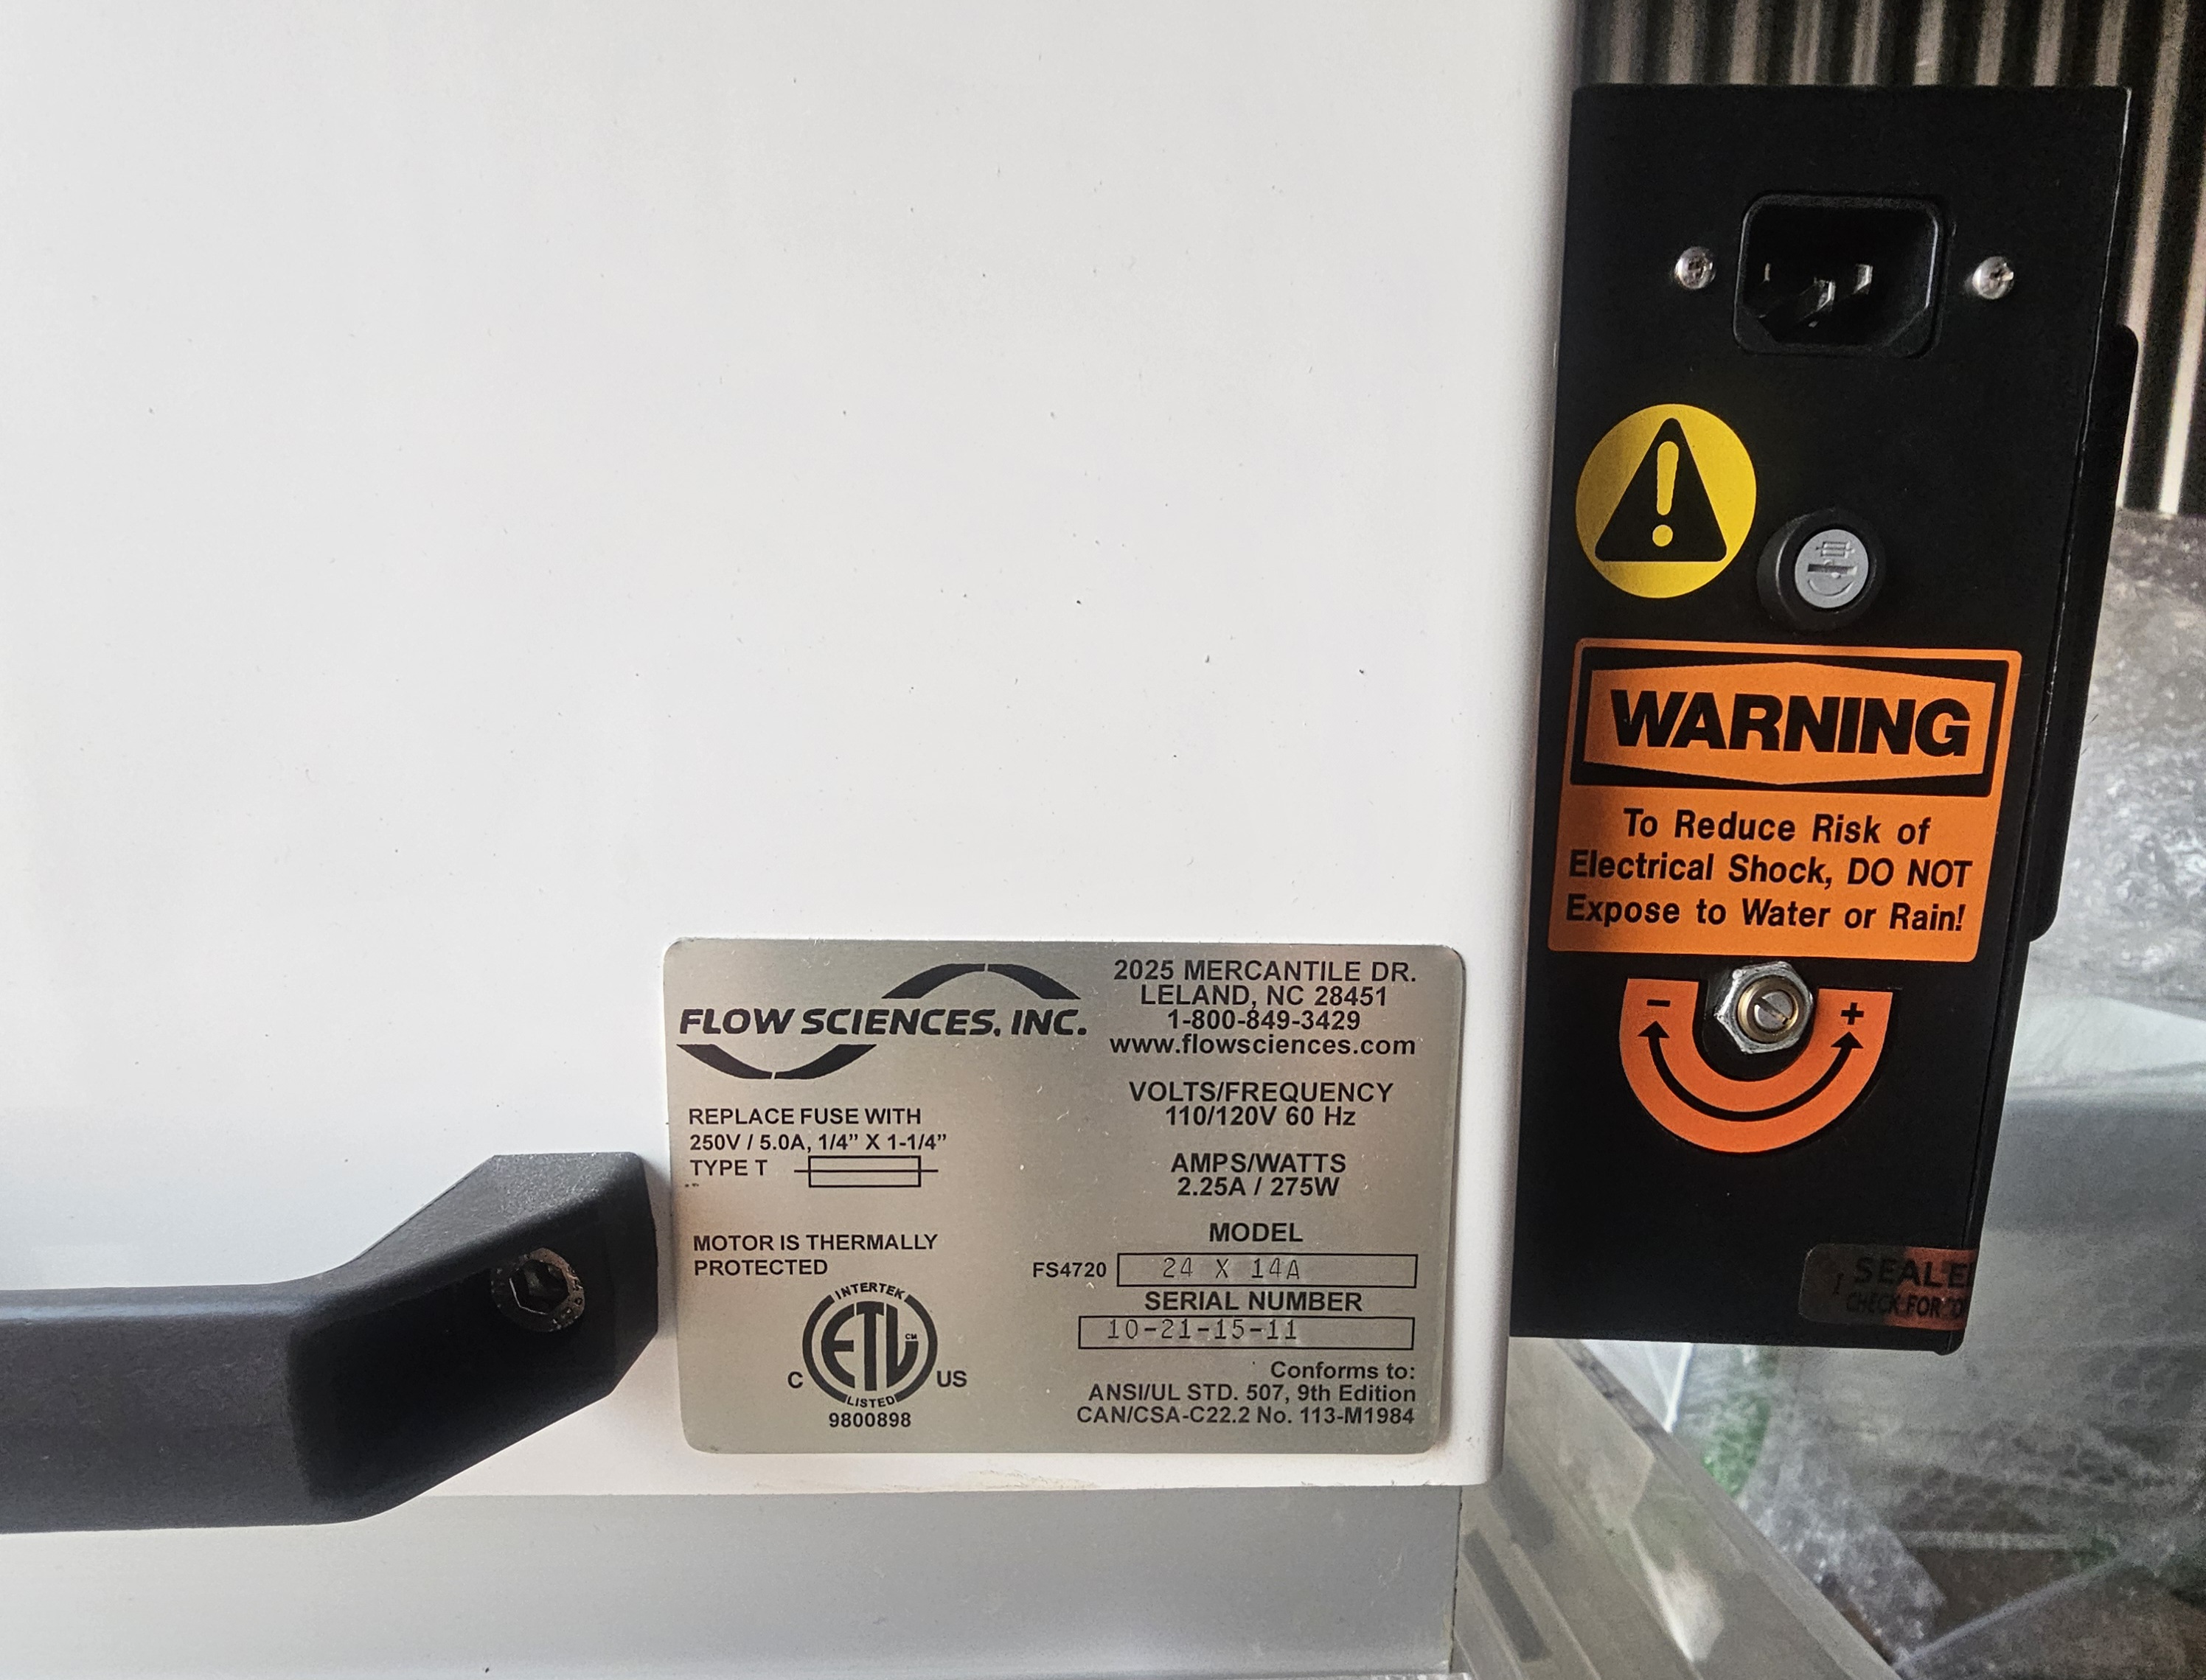 FLOW SCIENCES, INC.
2025 MERCANTILE DR.
LELAND, NC 28451
1-800-849-3429
www.flowsciences.com
REPLACE FUSE WITH
250V / 5.0A, 1/4” X 1-1/4”
TYPE T
MOTOR IS THERMALLY
PROTECTED
INTERTEK
ETL CM
LISTED
C US
9800898
VOLTS/FREQUENCY
110/120V 60 Hz
AMPS/WATTS
2.25A / 275W
MODEL
FS4720 24 X 14A
SERIAL NUMBER
10-21-15-11
Conforms to:
ANSI/UL STD. 507, 9th Edition
CAN/CSA-C22.2 No. 113-M1984
WARNING
To Reduce Risk of
Electrical Shock, DO NOT
Expose to Water or Rain!
- +
CHECK FOR